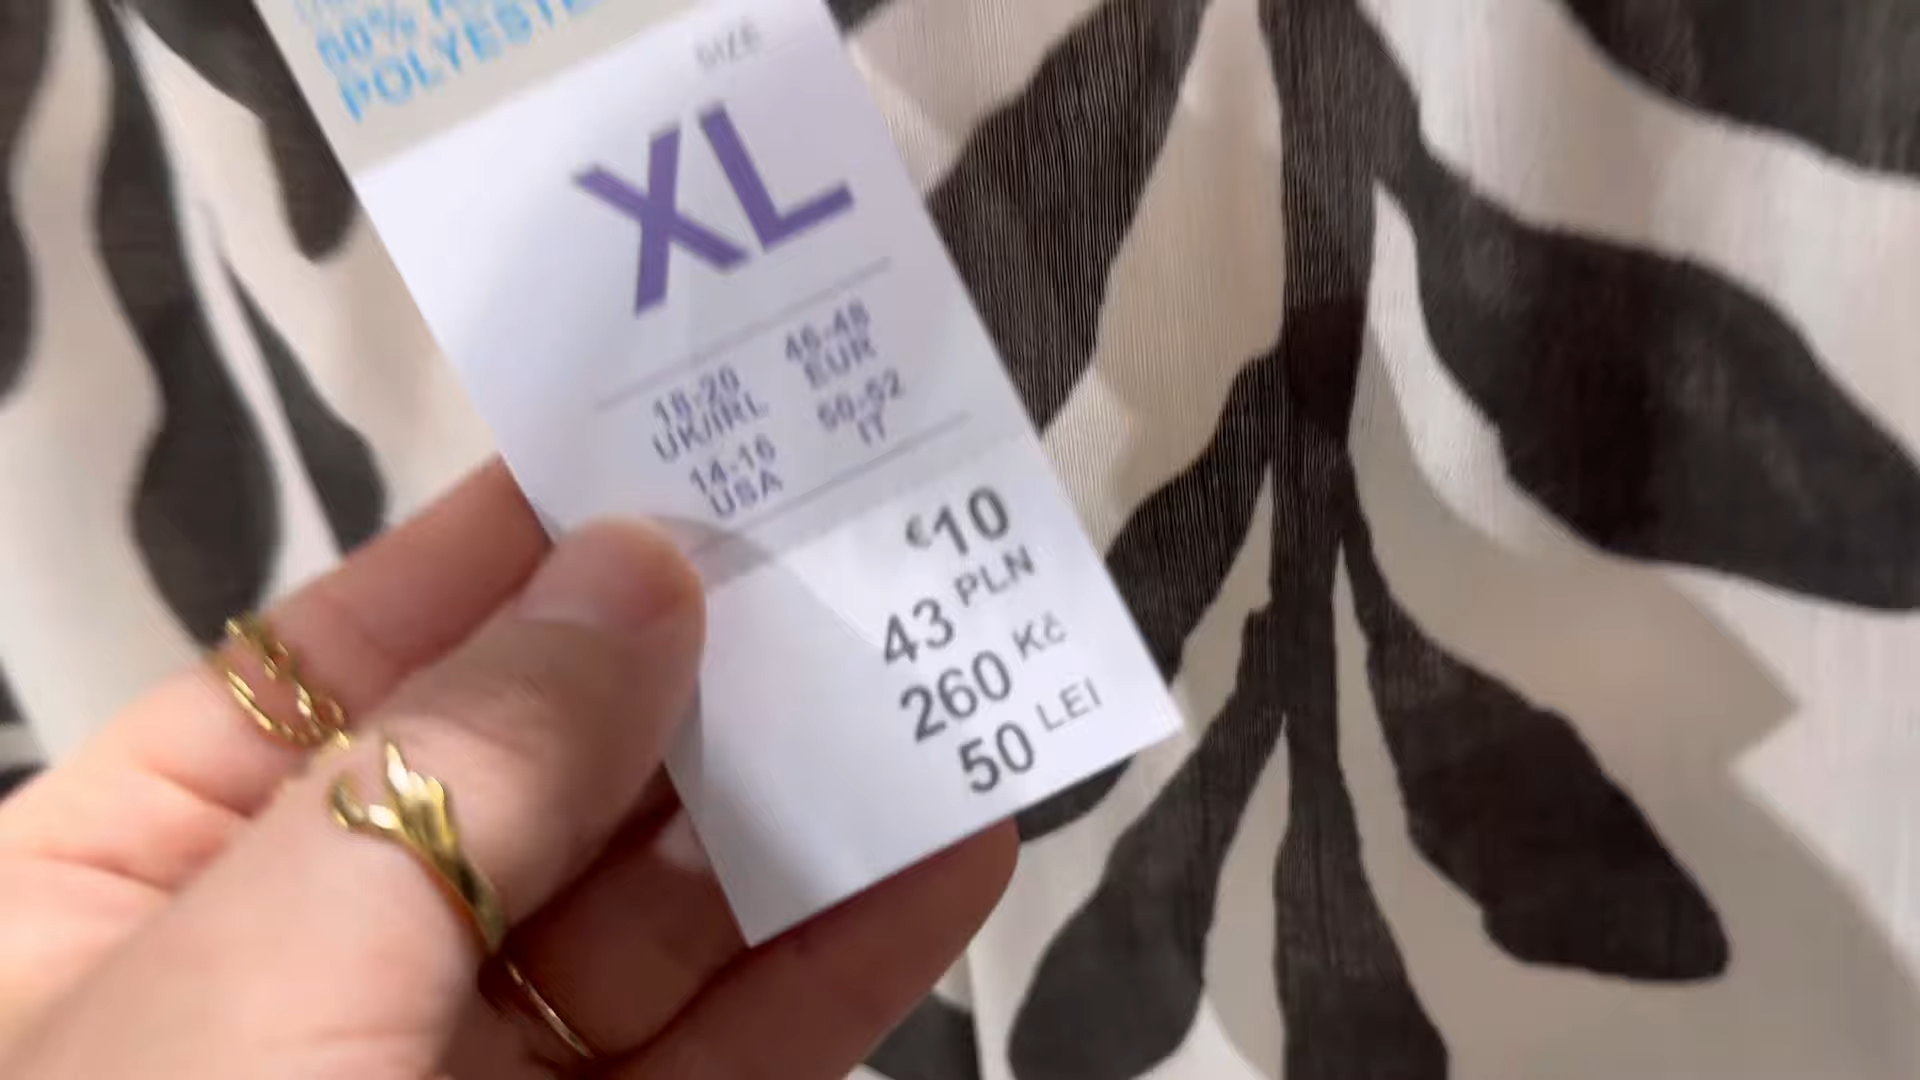 60%
POLYESTE
SIZE
XL
18-20
UK/IRL
14-16
USA
46-48
EUR
50-52
IT
€10
43 PLN
260 Kč
50 LEI